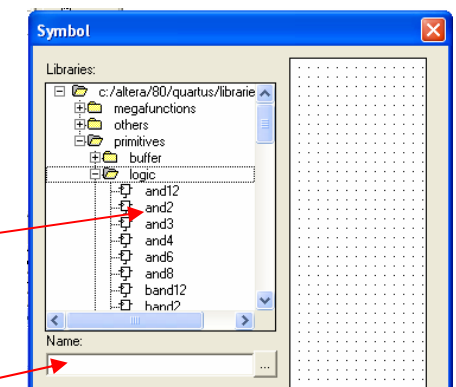 Symbol
Libraries:
c:/altera/80/quartus/librarie
megafunctions
others
primitives
buffer
logic
and12
and2
and3
and4
and6
and8
band12
band2
Name:
...